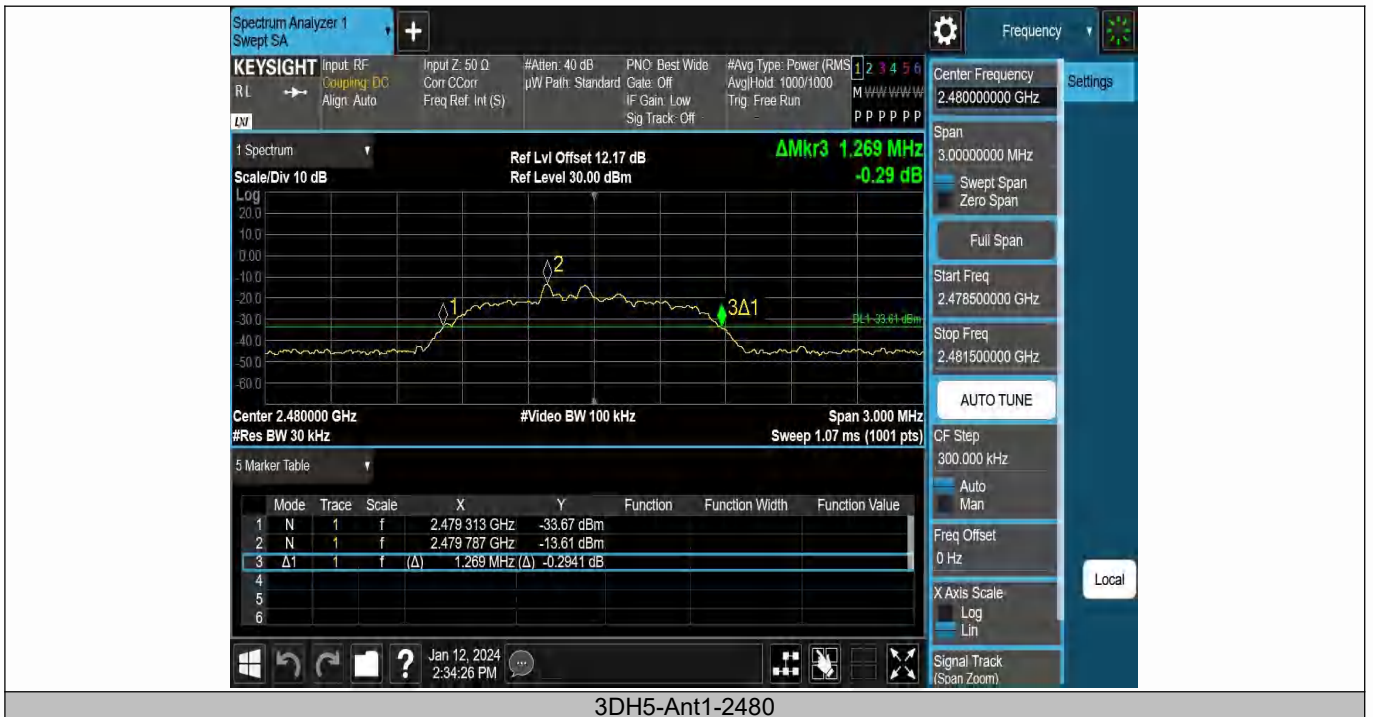 Spectrum Analyzer 1
Swept SA
+
Frequency
KEYSIGHT
RL
LXI
Input: RF
Coupling: DC
Align: Auto
Input Z: 50 Ω
Corr CCorr
Freq Ref: Int (S)
#Atten: 40 dB
µW Path: Standard
PNO: Best Wide
Gate: Off
IF Gain: Low
Sig Track: Off
#Avg Type: Power (RMS
Avg|Hold: 1000/1000
Trig: Free Run
1 2 3 4 5 6
M W W W W W
P P P P P P
Center Frequency
2.480000000 GHz
Settings
Span
3.00000000 MHz
Swept Span
Zero Span
Full Span
Start Freq
2.478500000 GHz
Stop Freq
2.481500000 GHz
AUTO TUNE
CF Step
300.000 kHz
Auto
Man
Freq Offset
0 Hz
X Axis Scale
Log
Lin
Signal Track
(Span Zoom)
Local
1 Spectrum
Scale/Div 10 dB
Ref Lvl Offset 12.17 dB
Ref Level 30.00 dBm
ΔMkr3 1.269 MHz
-0.29 dB
Log
20.0
10.0
0.00
-10.0
-20.0
-30.0
-40.0
-50.0
-60.0
1
2
3Δ1
DL1 -33.61 dBm
Center 2.480000 GHz
#Video BW 100 kHz
Span 3.000 MHz
#Res BW 30 kHz
Sweep 1.07 ms (1001 pts)
5 Marker Table
Mode Trace Scale X Y Function Function Width Function Value
1 N 1 f 2.479 313 GHz -33.67 dBm
2 N 1 f 2.479 787 GHz -13.61 dBm
3 Δ1 1 f (Δ) 1.269 MHz (Δ) -0.2941 dB
4
5
6
?
Jan 12, 2024
2:34:26 PM
3DH5-Ant1-2480